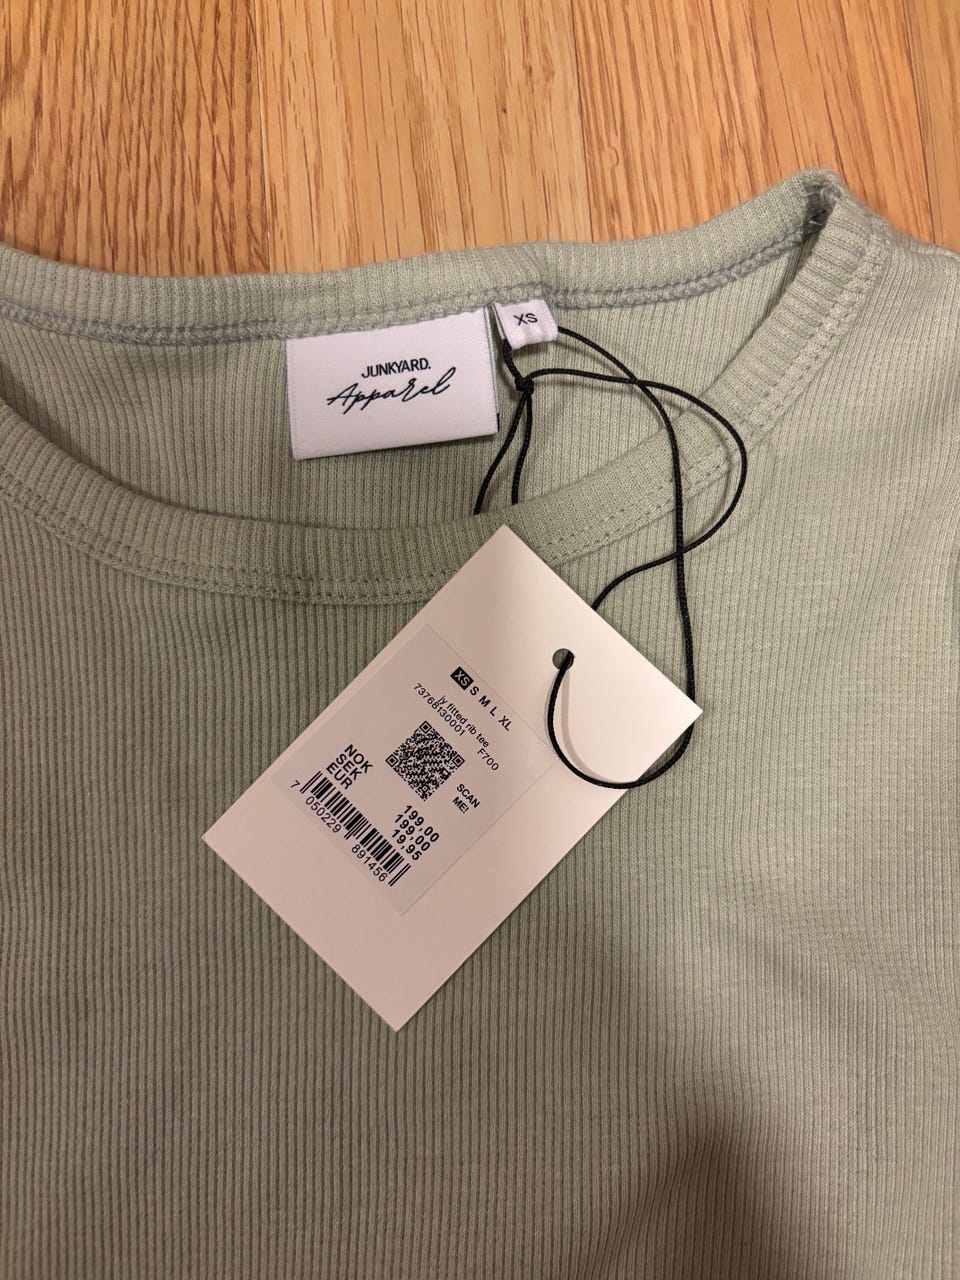 XS
JUNKYARD.
Apparel
XS S M L XL
jy fitted rib tee
73768130001 F700
SCAN
ME!
NOK 199,00
SEK 199,00
EUR 19,95
7 050229 891456